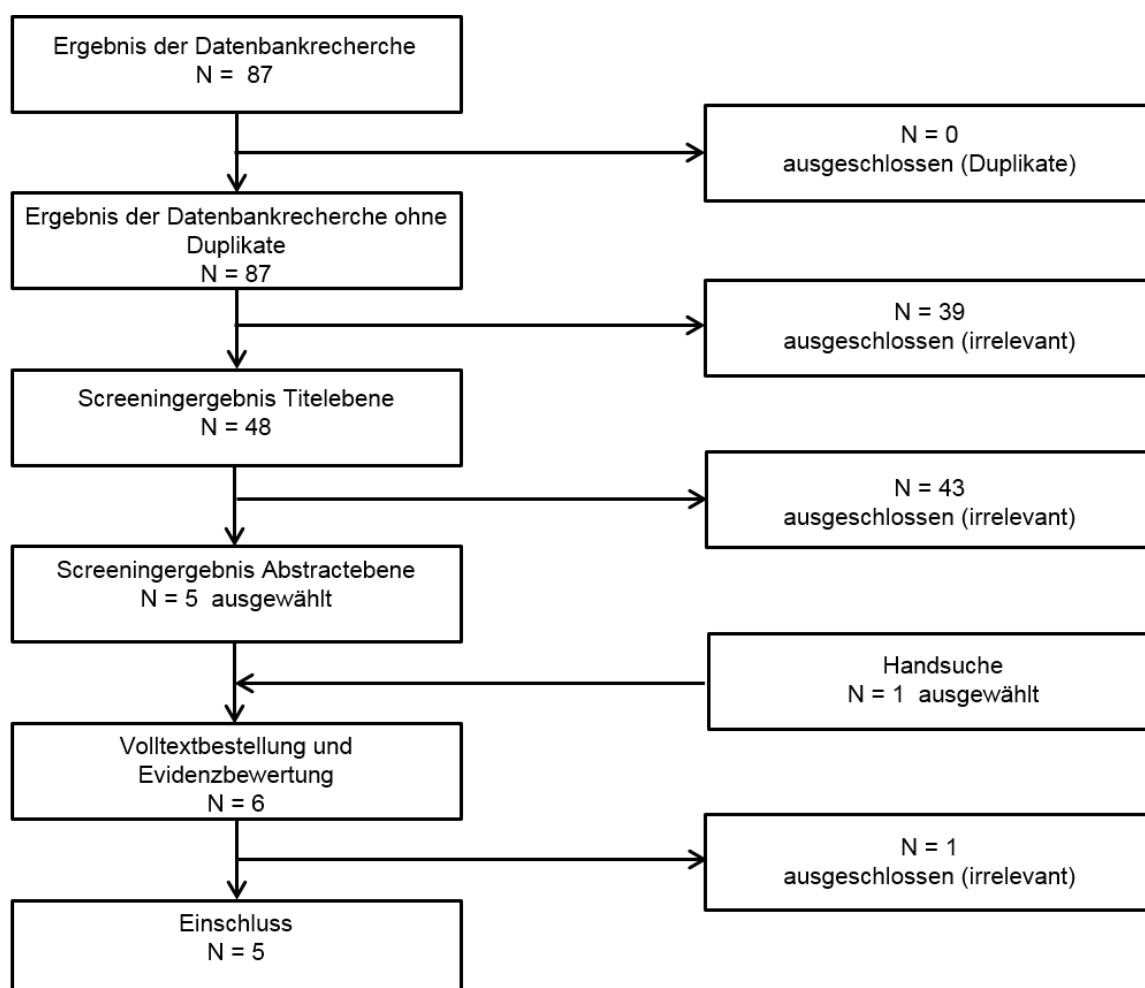 Ergebnis der Datenbankrecherche
N = 87
N = 0
ausgeschlossen (Duplikate)
Ergebnis der Datenbankrecherche ohne
Duplikate
N = 87
N = 39
ausgeschlossen (irrelevant)
Screeningergebnis Titelebene
N = 48
N = 43
ausgeschlossen (irrelevant)
Screeningergebnis Abstractebene
N = 5 ausgewählt
Handsuche
N = 1 ausgewählt
Volltextbestellung und
Evidenzbewertung
N = 6
N = 1
ausgeschlossen (irrelevant)
Einschluss
N = 5